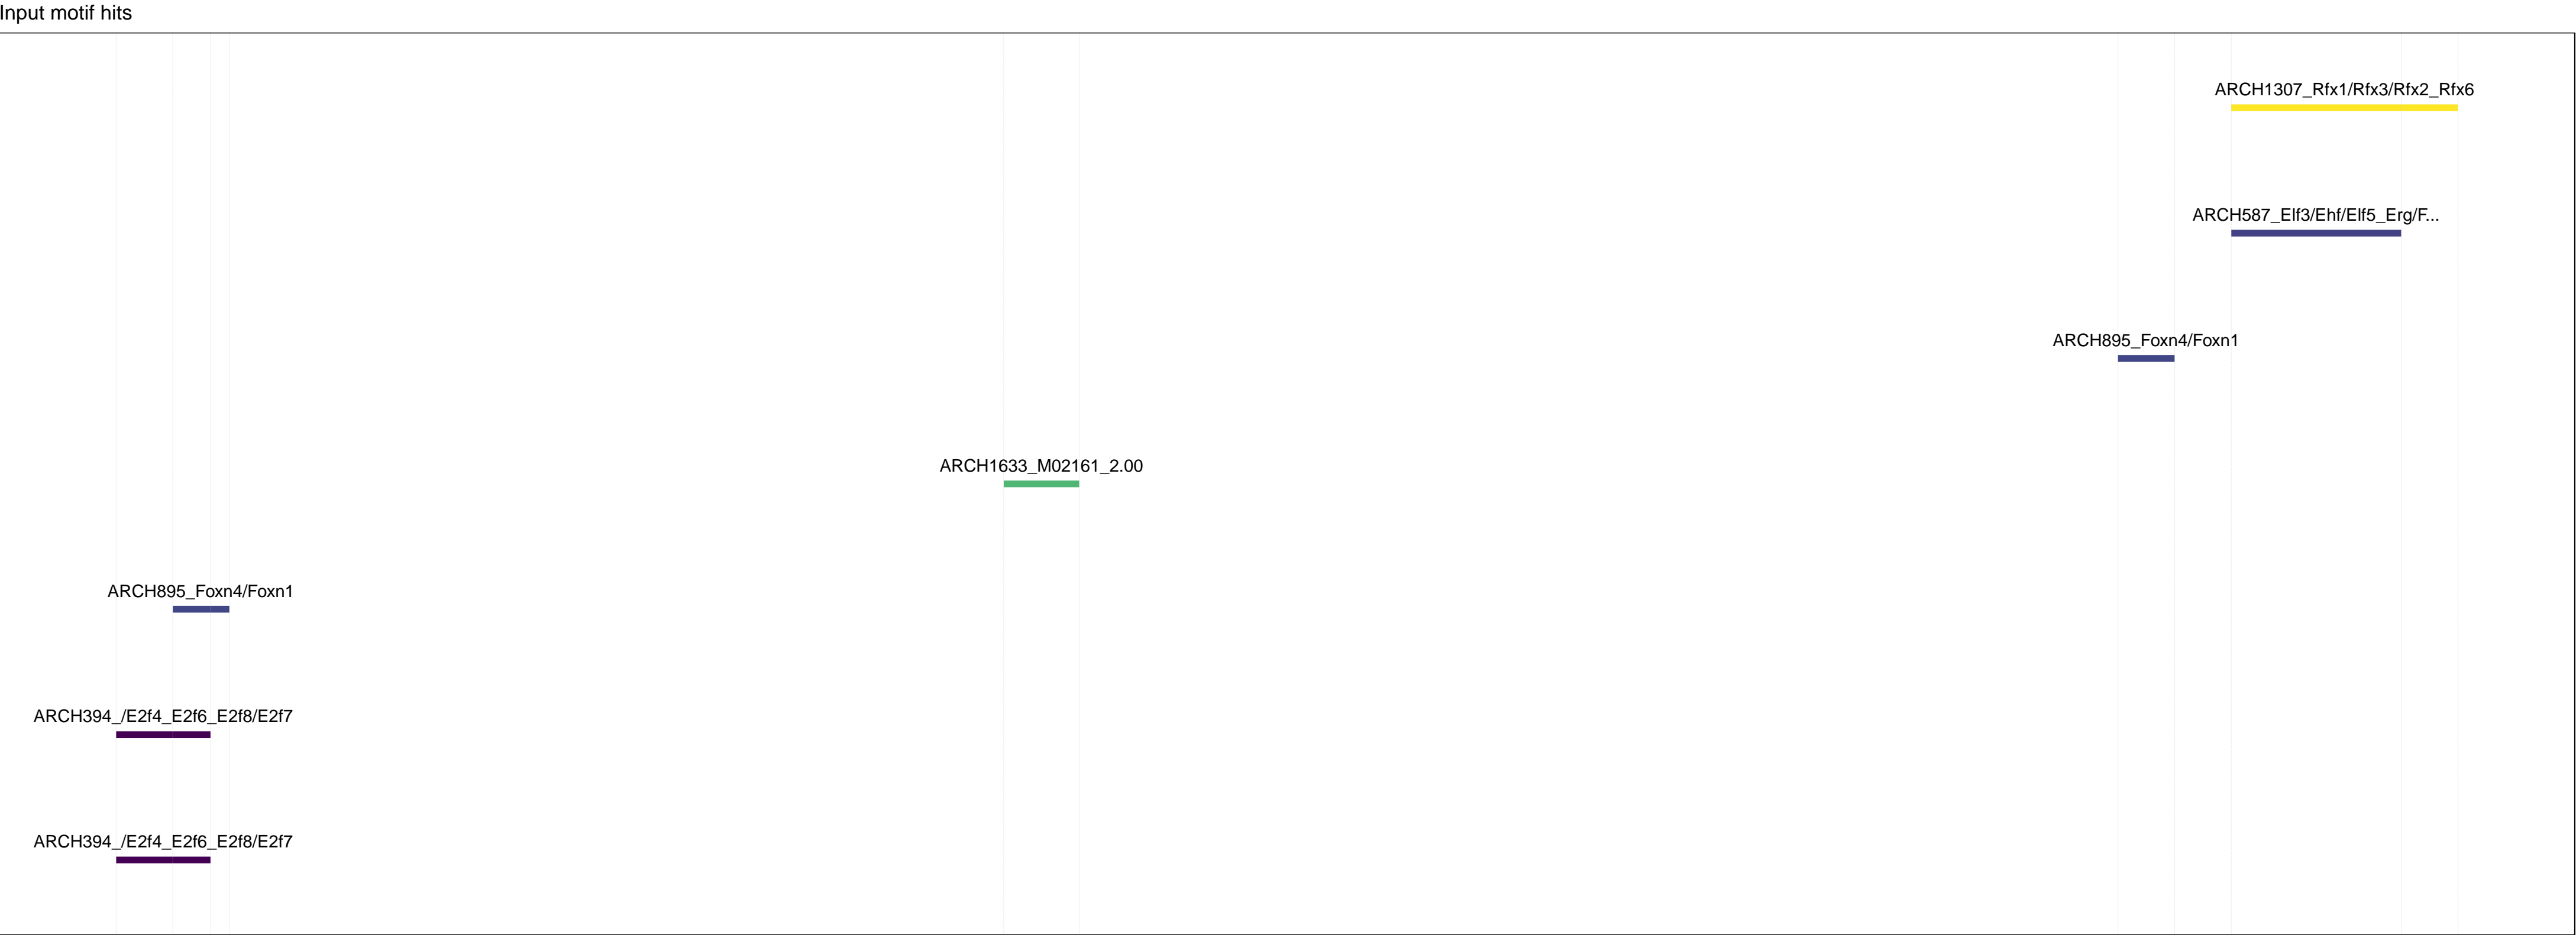 Input motif hits
ARCH1307_Rfx1/Rfx3/Rfx2_Rfx6
ARCH587_Elf3/Ehf/Elf5_Erg/F...
ARCH895_Foxn4/Foxn1
ARCH1633_M02161_2.00
ARCH895_Foxn4/Foxn1
ARCH394_/E2f4_E2f6_E2f8/E2f7
ARCH394_/E2f4_E2f6_E2f8/E2f7